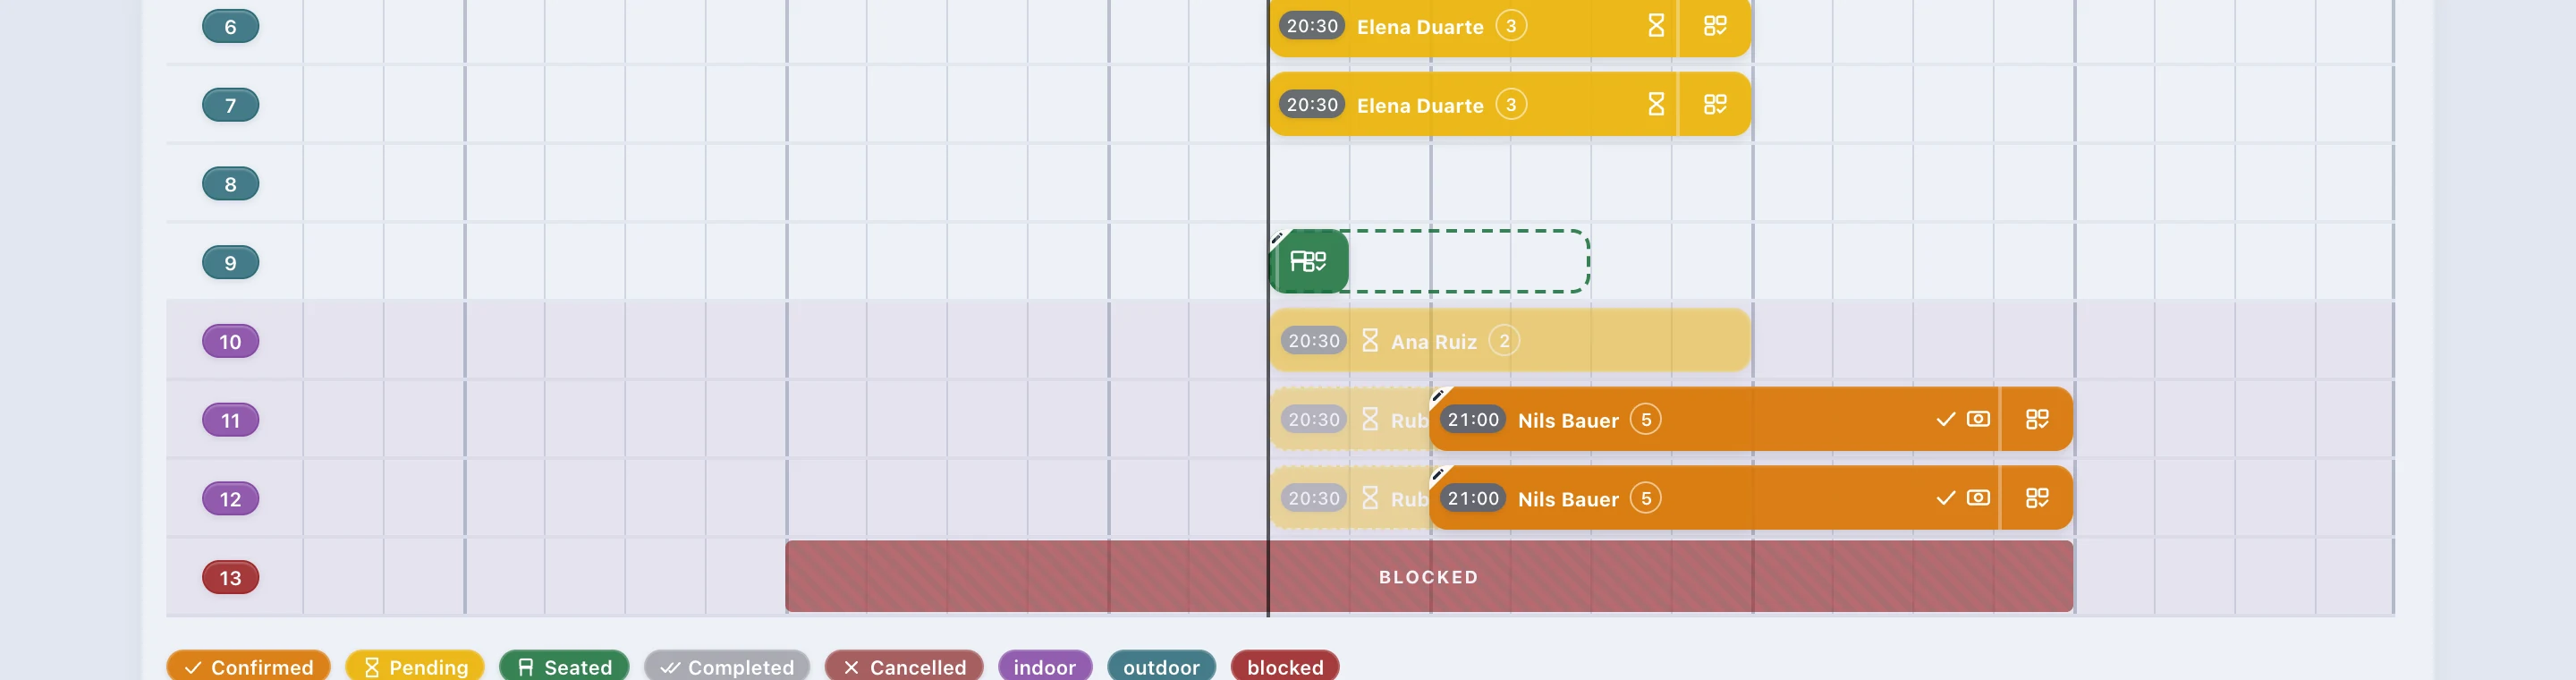 6 20:30 Elena Duarte 3
7 20:30 Elena Duarte 3
8
9
10 20:30 Ana Ruiz 2
11 20:30 Rub 21:00 Nils Bauer 5
12 20:30 Rub 21:00 Nils Bauer 5
13 BLOCKED
Confirmed Pending Seated Completed Cancelled indoor outdoor blocked